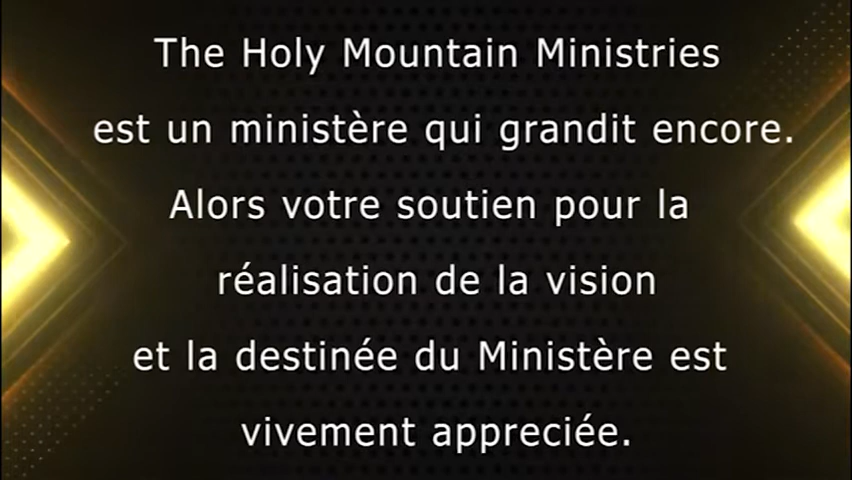 The Holy Mountain Ministries
est un ministère qui grandit encore.
Alors votre soutien pour la
réalisation de la vision
et la destinée du Ministère est
vivement appreciée.